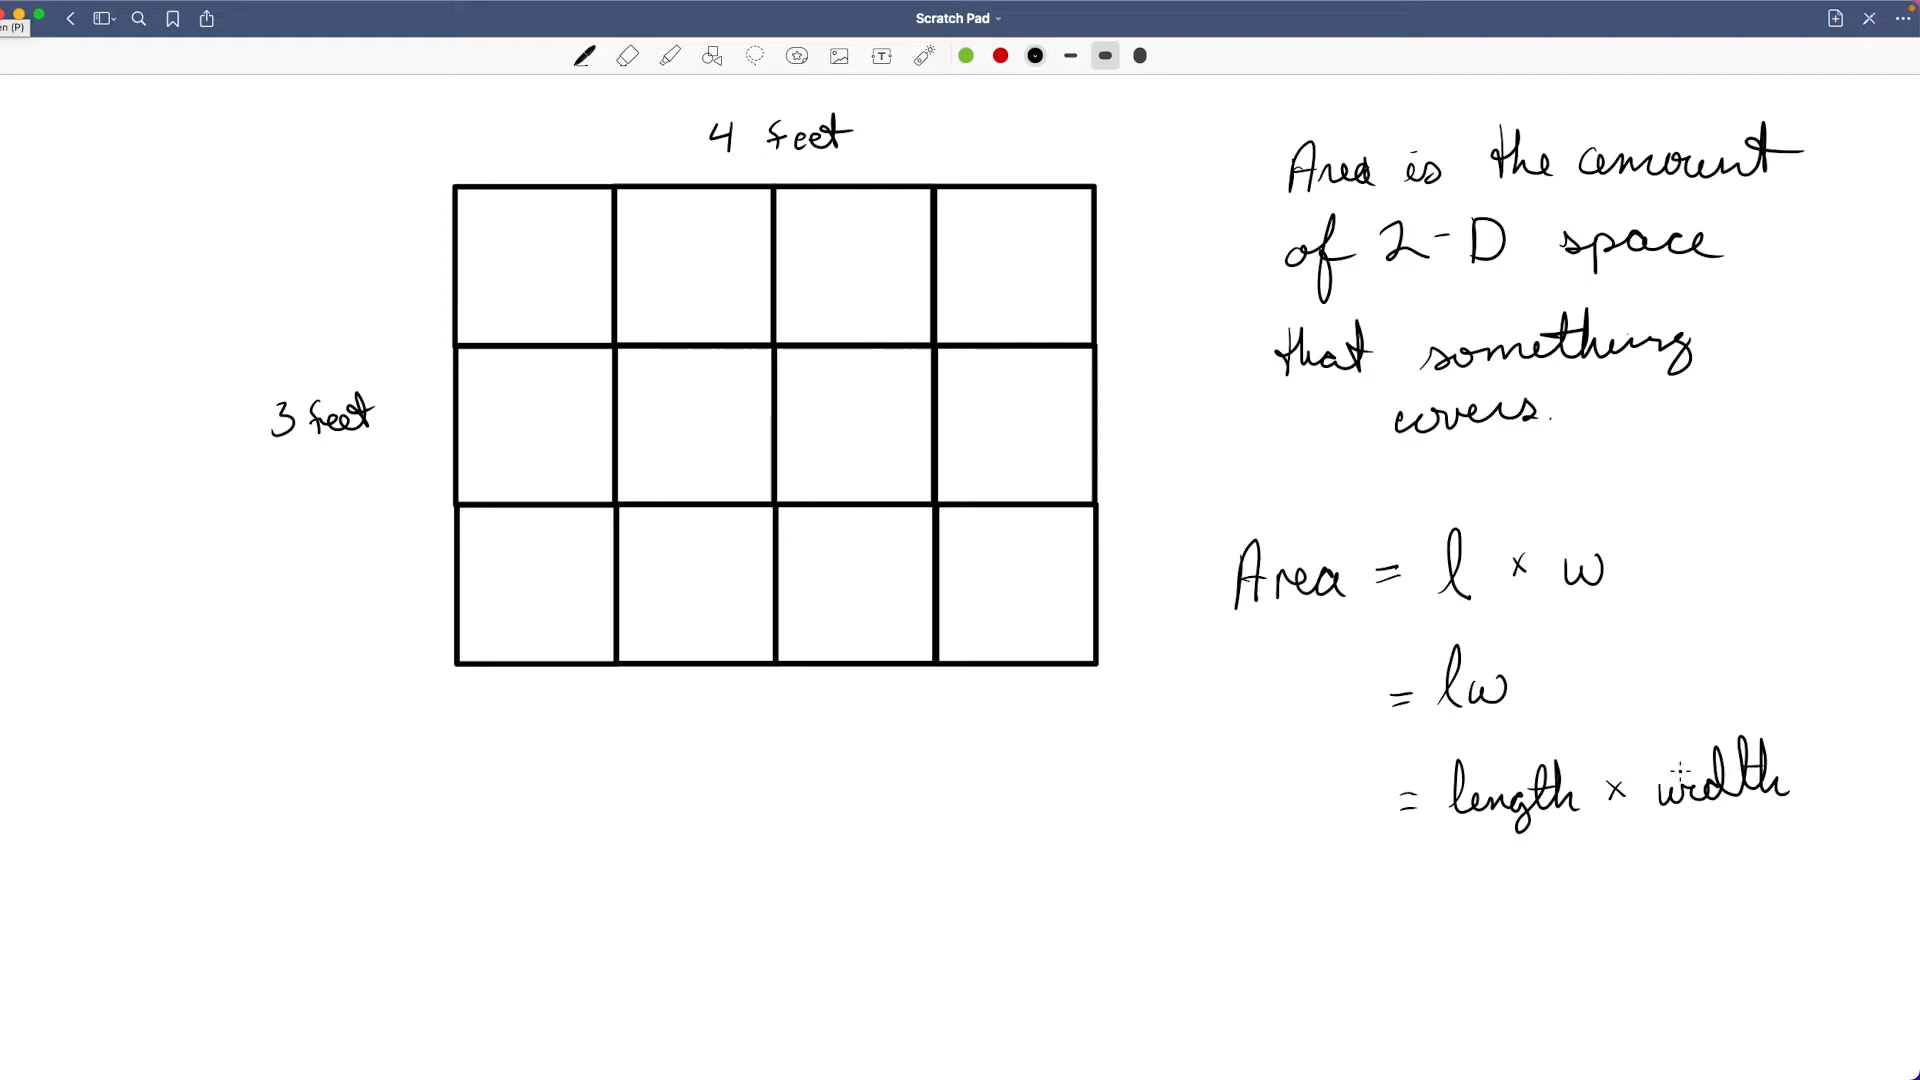 en (P)
Scratch Pad
4 feet
3 feet
Area is the amount
of 2-D space
that something
covers.
Area = l × w
= lw
= length × width